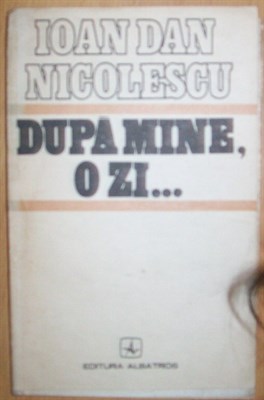 IOAN DAN
NICOLESCU
DUPA MINE,
O ZI...
EDITURA ALBATROS